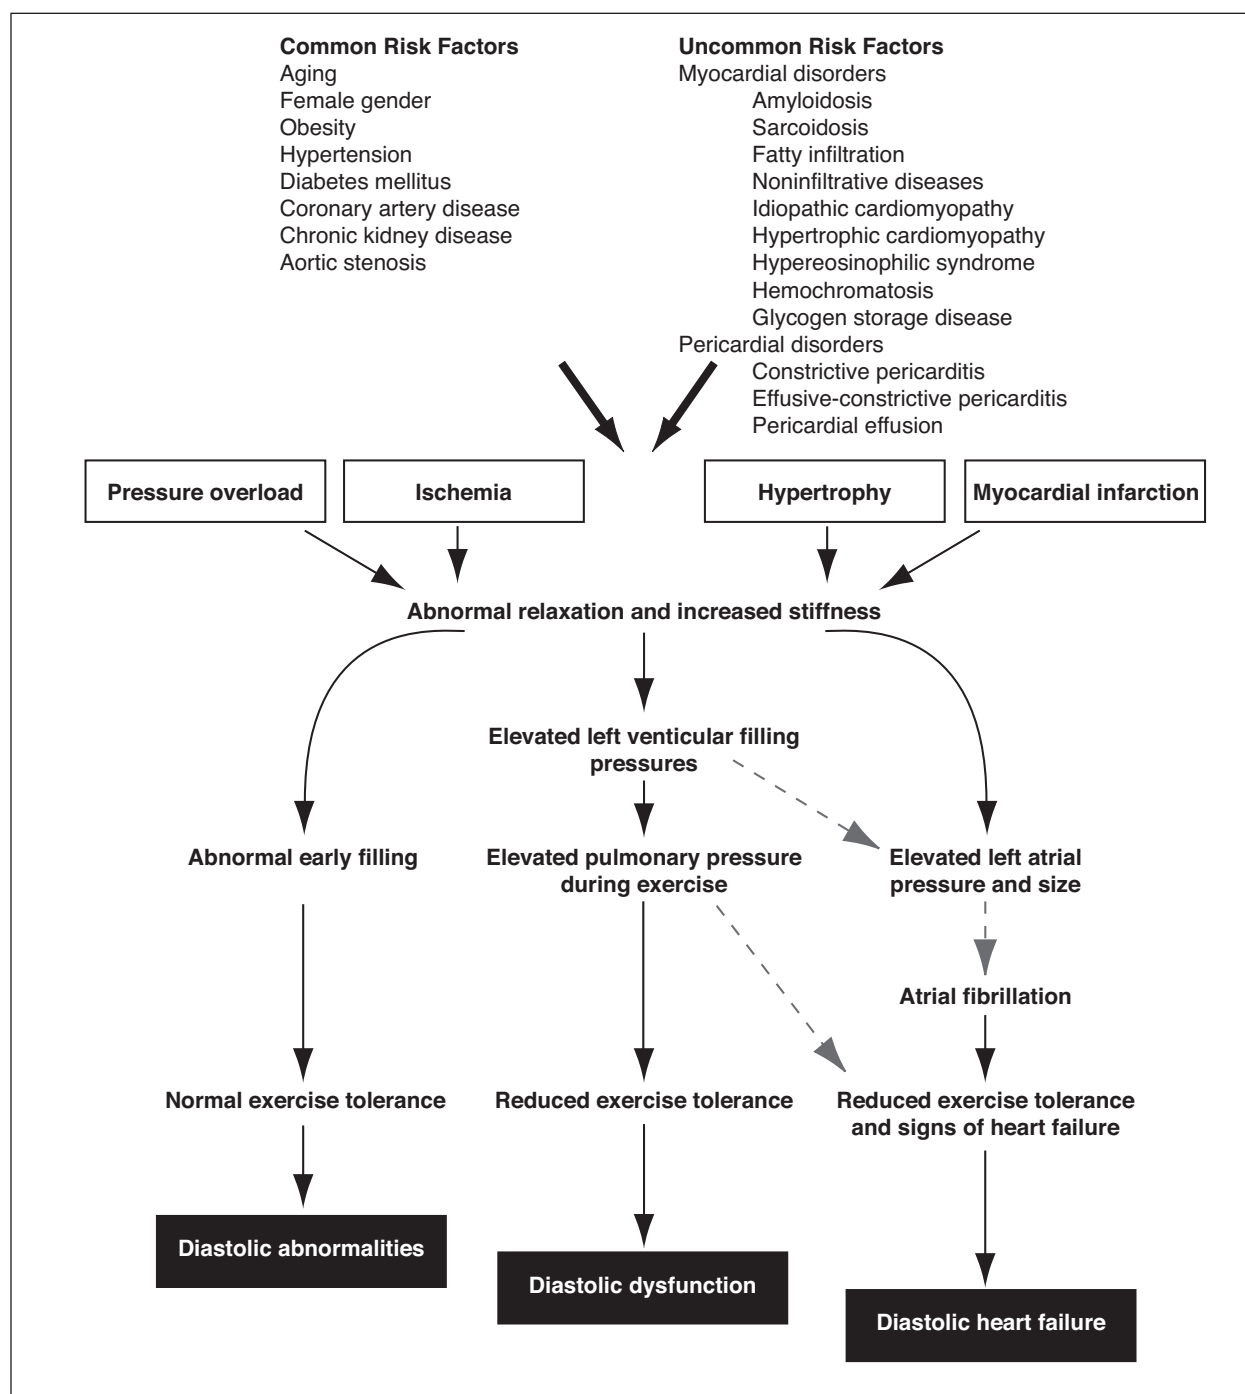 Common Risk Factors
Aging
Female gender
Obesity
Hypertension
Diabetes mellitus
Coronary artery disease
Chronic kidney disease
Aortic stenosis
Uncommon Risk Factors
Myocardial disorders
Amyloidosis
Sarcoidosis
Fatty infiltration
Noninfiltrative diseases
Idiopathic cardiomyopathy
Hypertrophic cardiomyopathy
Hypereosinophilic syndrome
Hemochromatosis
Glycogen storage disease
Pericardial disorders
Constrictive pericarditis
Effusive-constrictive pericarditis
Pericardial effusion
Pressure overload
Ischemia
Hypertrophy
Myocardial infarction
Abnormal relaxation and increased stiffness
Elevated left venticular filling
pressures
Abnormal early filling
Elevated pulmonary pressure
during exercise
Elevated left atrial
pressure and size
Atrial fibrillation
Normal exercise tolerance
Reduced exercise tolerance
Reduced exercise tolerance
and signs of heart failure
Diastolic abnormalities
Diastolic dysfunction
Diastolic heart failure